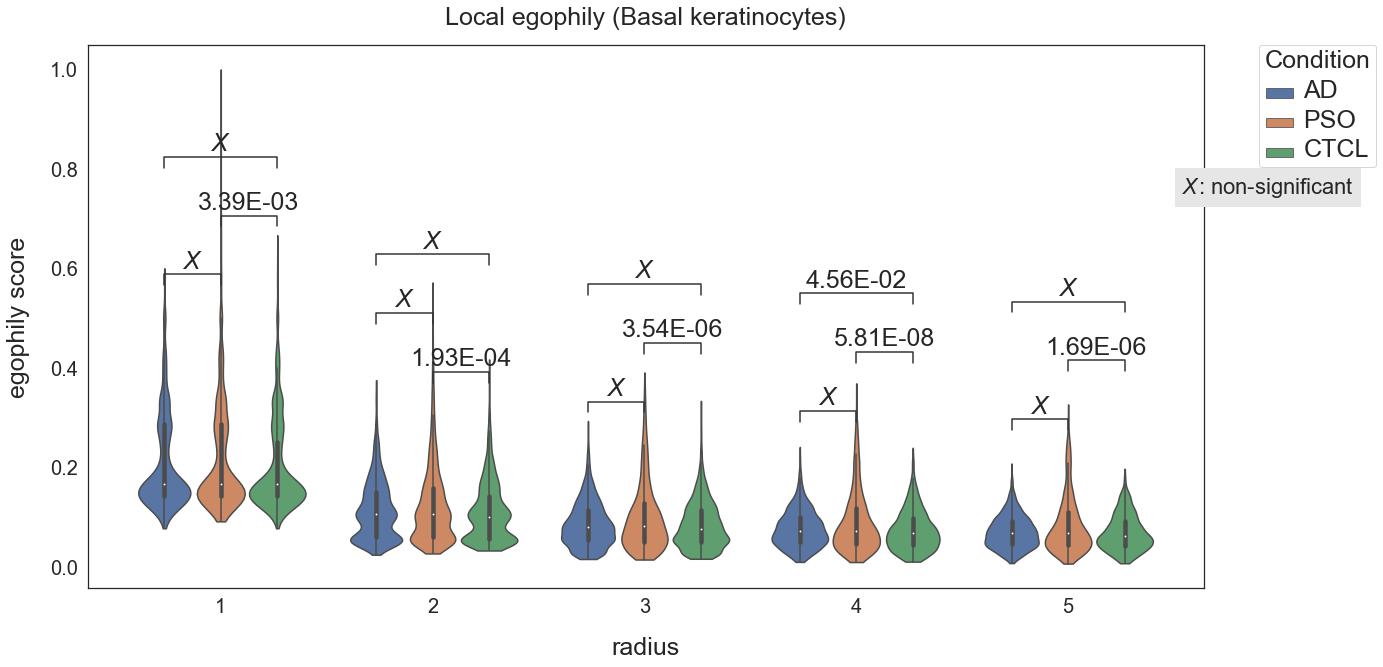 Local egophily (Basal keratinocytes)
Condition
AD
PSO
CTCL
X: non-significant
egophily score
1.0
0.8
0.6
0.4
0.2
0.0
X
3.39E-03
X
X
X
1.93E-04
X
3.54E-06
X
4.56E-02
5.81E-08
X
X
1.69E-06
X
1 2 3 4 5
radius